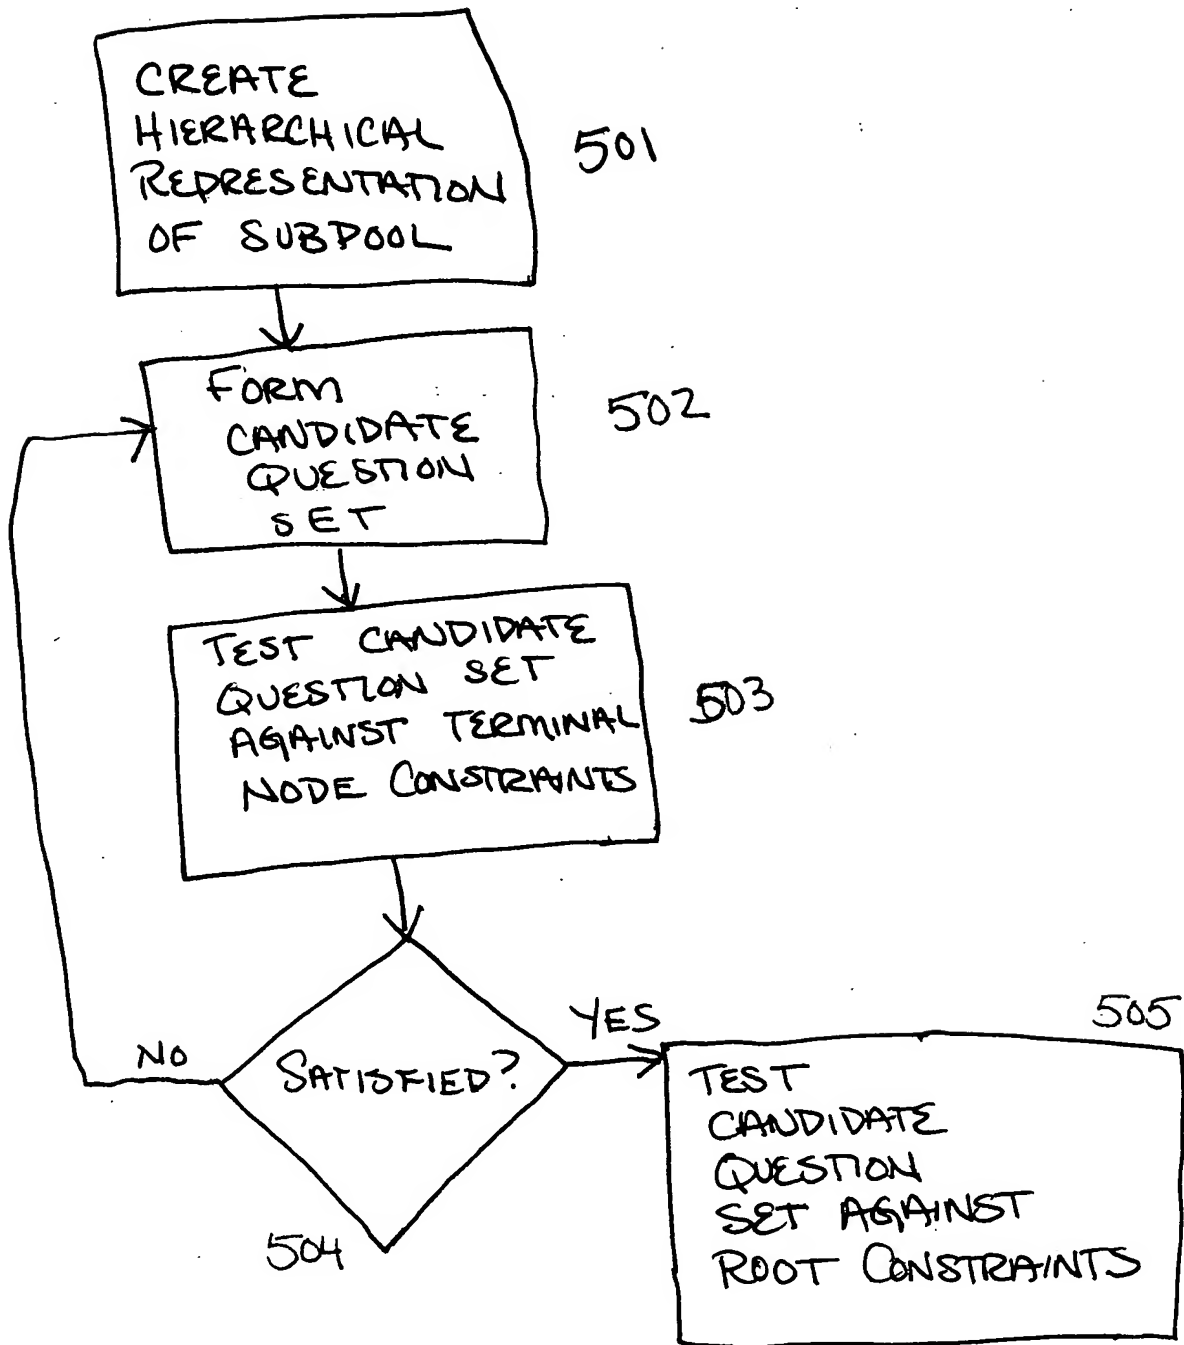 CREATE
HIERARCHICAL
REPRESENTATION
OF SUBPOOL
501
FORM
CANDIDATE
QUESTION
SET
502
TEST CANDIDATE
QUESTION SET
AGAINST TERMINAL
NODE CONSTRAINTS
503
SATISFIED?
NO
YES
504
505
TEST
CANDIDATE
QUESTION
SET AGAINST
ROOT CONSTRAINTS